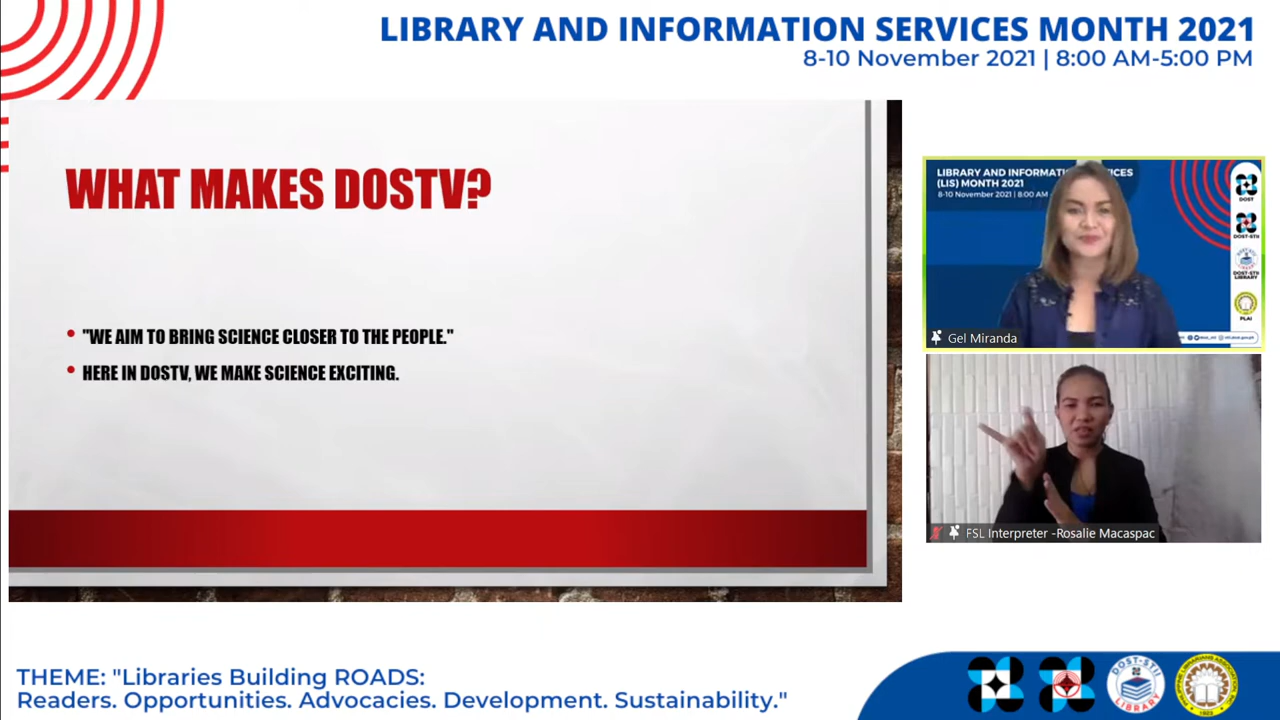 LIBRARY AND INFORMATION SERVICES MONTH 2021
8-10 November 2021 | 8:00 AM-5:00 PM
WHAT MAKES DOSTV?
• "WE AIM TO BRING SCIENCE CLOSER TO THE PEOPLE."
• HERE IN DOSTV, WE MAKE SCIENCE EXCITING.
LIBRARY AND INFORMATI CES
(LIS) MONTH 2021
8-10 November 2021 | 8:00 AM
DOST
DOST-STII
DOST-STII
LIBRARY
PLAI
Gel Miranda
FSL Interpreter -Rosalie Macaspac
THEME: "Libraries Building ROADS:
Readers. Opportunities. Advocacies. Development. Sustainability."
DOST-STII
LIBRARY
1923